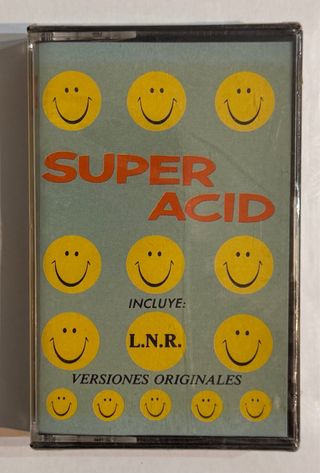 SUPER
ACID
INCLUYE:
L.N.R.
VERSIONES ORIGINALES